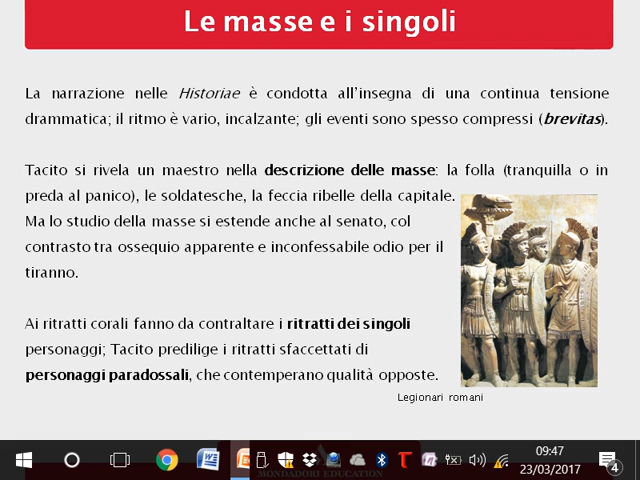 Le masse e i singoli
La narrazione nelle Historiae è condotta all'insegna di una continua tensione
drammatica; il ritmo è vario, incalzante; gli eventi sono spesso compressi (brevitas).
Tacito si rivela un maestro nella descrizione delle masse: la folla (tranquilla o in
preda al panico), le soldatesche, la feccia ribelle della capitale.
Ma lo studio della masse si estende anche al senato, col
contrasto tra ossequio apparente e inconfessabile odio per il
tiranno.
Ai ritratti corali fanno da contraltare i ritratti dei singoli
personaggi; Tacito predilige i ritratti sfaccettati di
personaggi paradossali, che contemperano qualità opposte.
Legionari romani
MONDADORI EDUCATION
09:47
23/03/2017
4